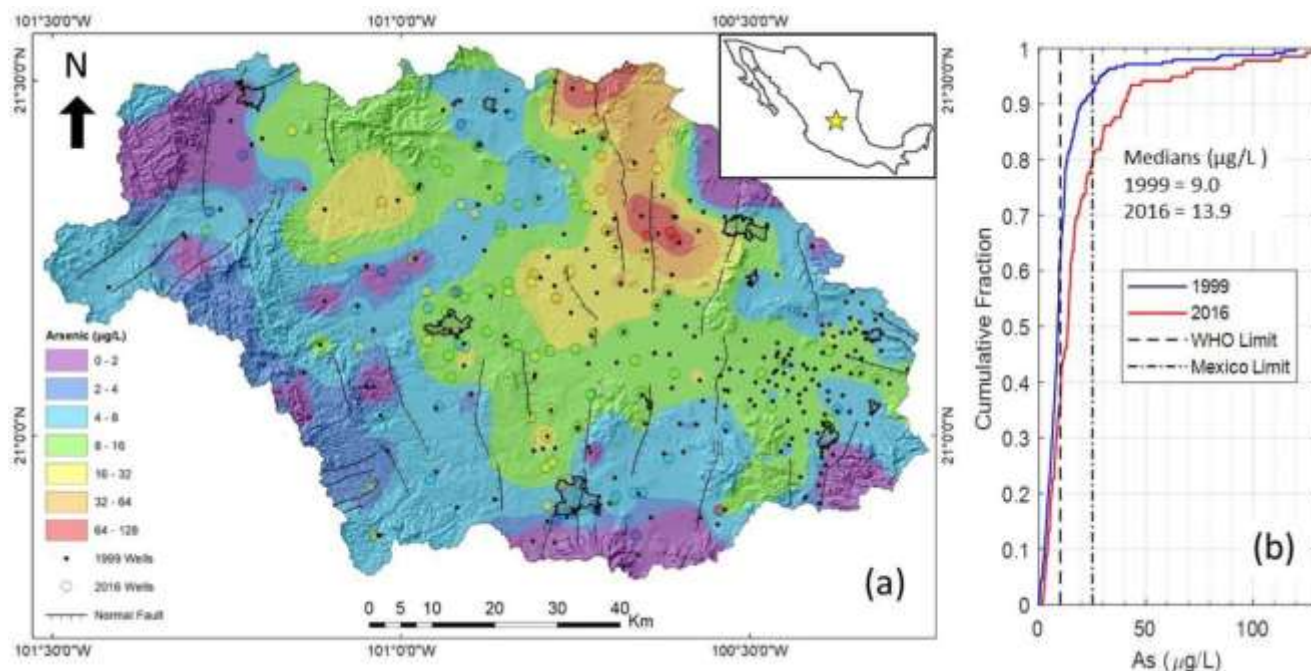 101°30'0"W
101°0'0"W
100°30'0"W
21°30'0"N
21°30'0"N
N
21°0'0"N
21°0'0"N
Arsenic (µg/L)
0 - 2
2 - 4
4 - 8
8 - 16
16 - 32
32 - 64
64 - 128
1999 Wells
2016 Wells
Normal Fault
0 5 10 20 30 40
Km
(a)
101°30'0"W
101°0'0"W
100°30'0"W
b)
1
0.9
0.8
0.7
0.6
0.5
0.4
0.3
0.2
0.1
0
Cumulative Fraction
Medians (µg/L )
1999 = 9.0
2016 = 13.9
1999
2016
WHO Limit
Mexico Limit
(b)
0
50
100
As (µg/L)